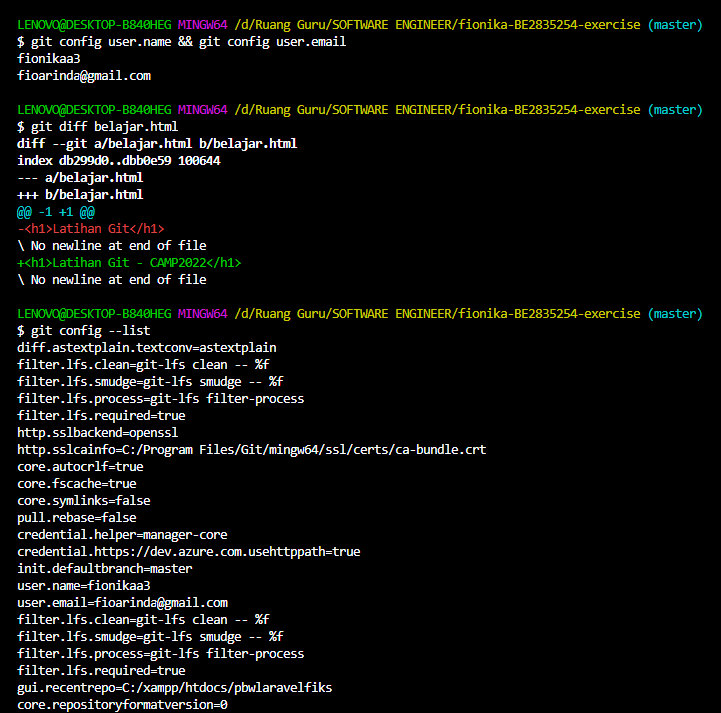 LENOVO@DESKTOP-B840HEG MINGW64 /d/Ruang Guru/SOFTWARE ENGINEER/fionika-BE2835254-exercise (master)
$ git config user.name && git config user.email
fionikaa3
fioarinda@gmail.com
LENOVO@DESKTOP-B840HEG MINGW64 /d/Ruang Guru/SOFTWARE ENGINEER/fionika-BE2835254-exercise (master)
$ git diff belajar.html
diff --git a/belajar.html b/belajar.html
index db299d0..dbb0e59 100644
--- a/belajar.html
+++ b/belajar.html
@@ -1 +1 @@
-<h1>Latihan Git</h1>
\ No newline at end of file
+<h1>Latihan Git - CAMP2022</h1>
\ No newline at end of file
LENOVO@DESKTOP-B840HEG MINGW64 /d/Ruang Guru/SOFTWARE ENGINEER/fionika-BE2835254-exercise (master)
$ git config --list
diff.astextplain.textconv=astextplain
filter.lfs.clean=git-lfs clean -- %f
filter.lfs.smudge=git-lfs smudge -- %f
filter.lfs.process=git-lfs filter-process
filter.lfs.required=true
http.sslbackend=openssl
http.sslcainfo=C:/Program Files/Git/mingw64/ssl/certs/ca-bundle.crt
core.autocrlf=true
core.fscache=true
core.symlinks=false
pull.rebase=false
credential.helper=manager-core
credential.https://dev.azure.com.usehttppath=true
init.defaultbranch=master
user.name=fionikaa3
user.email=fioarinda@gmail.com
filter.lfs.clean=git-lfs clean -- %f
filter.lfs.smudge=git-lfs smudge -- %f
filter.lfs.process=git-lfs filter-process
filter.lfs.required=true
gui.recentrepo=C:/xampp/htdocs/pbwlaravelfiks
core.repositoryformatversion=0